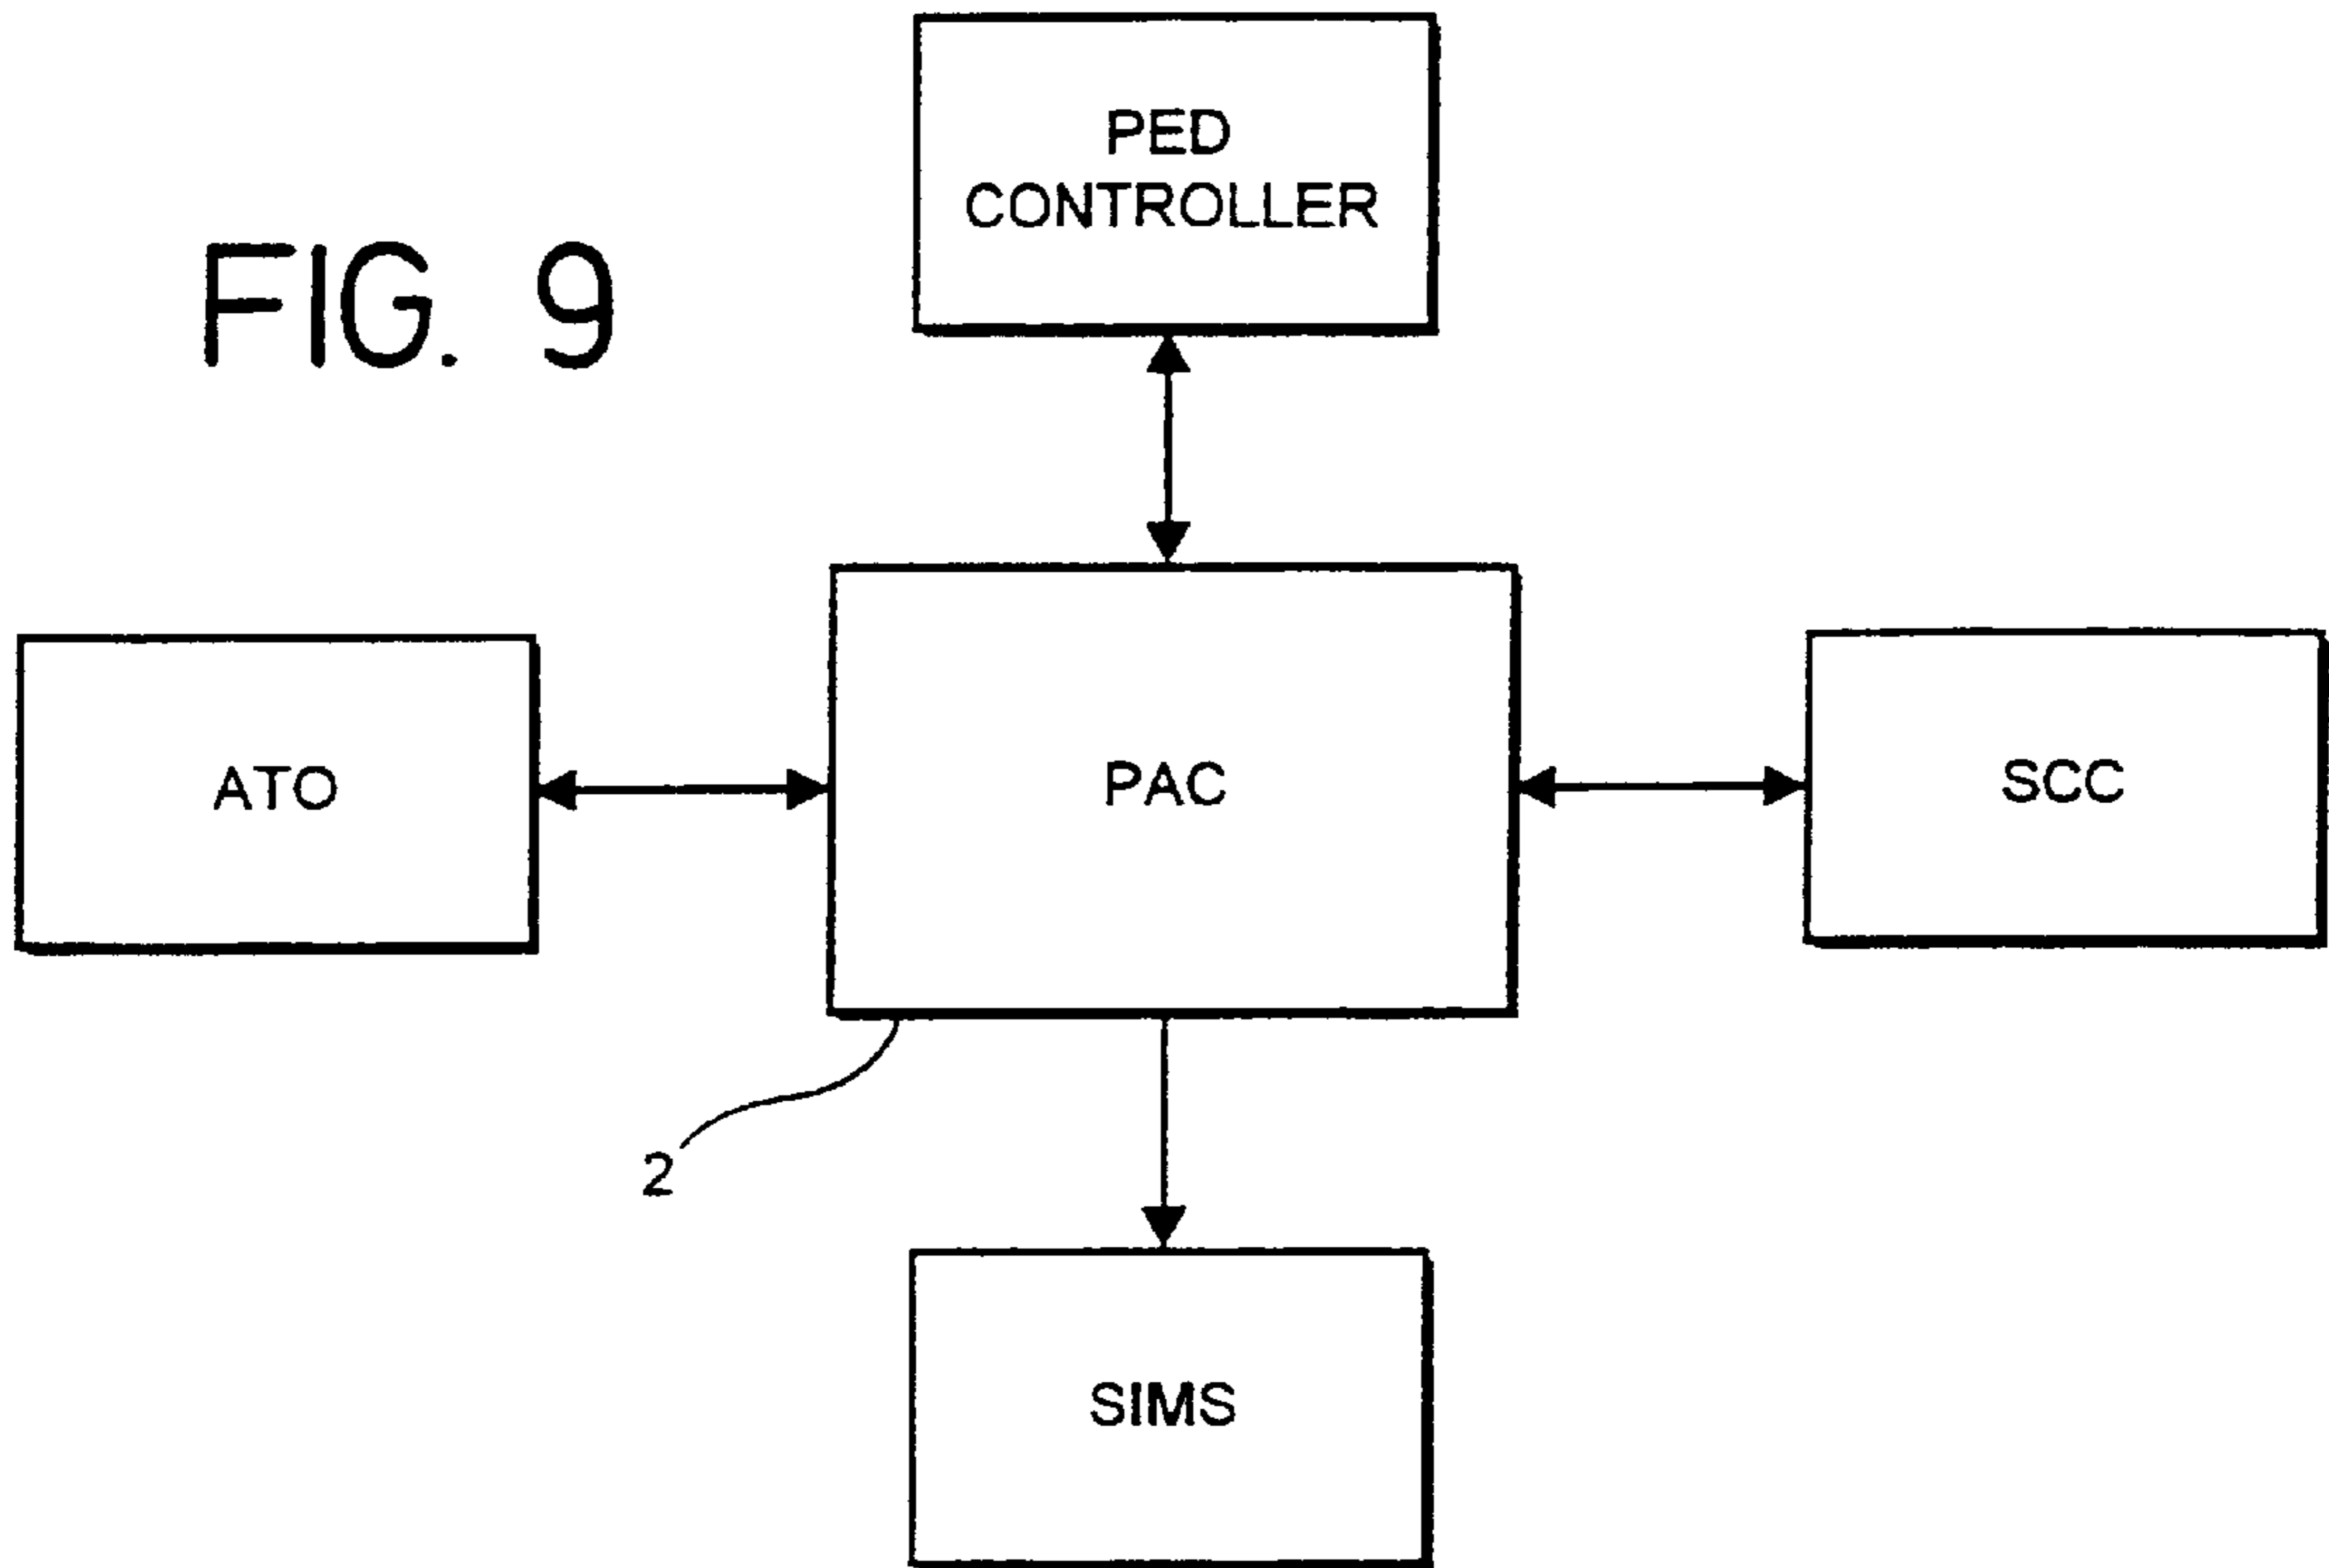 PED
CONTROLLER
FIG. 9
ATO
PAC
SCC
2
SIMS